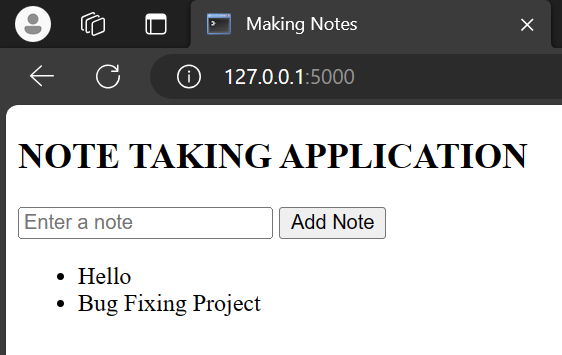 Making Notes
127.0.0.1:5000
NOTE TAKING APPLICATION
Enter a note Add Note
Hello
Bug Fixing Project